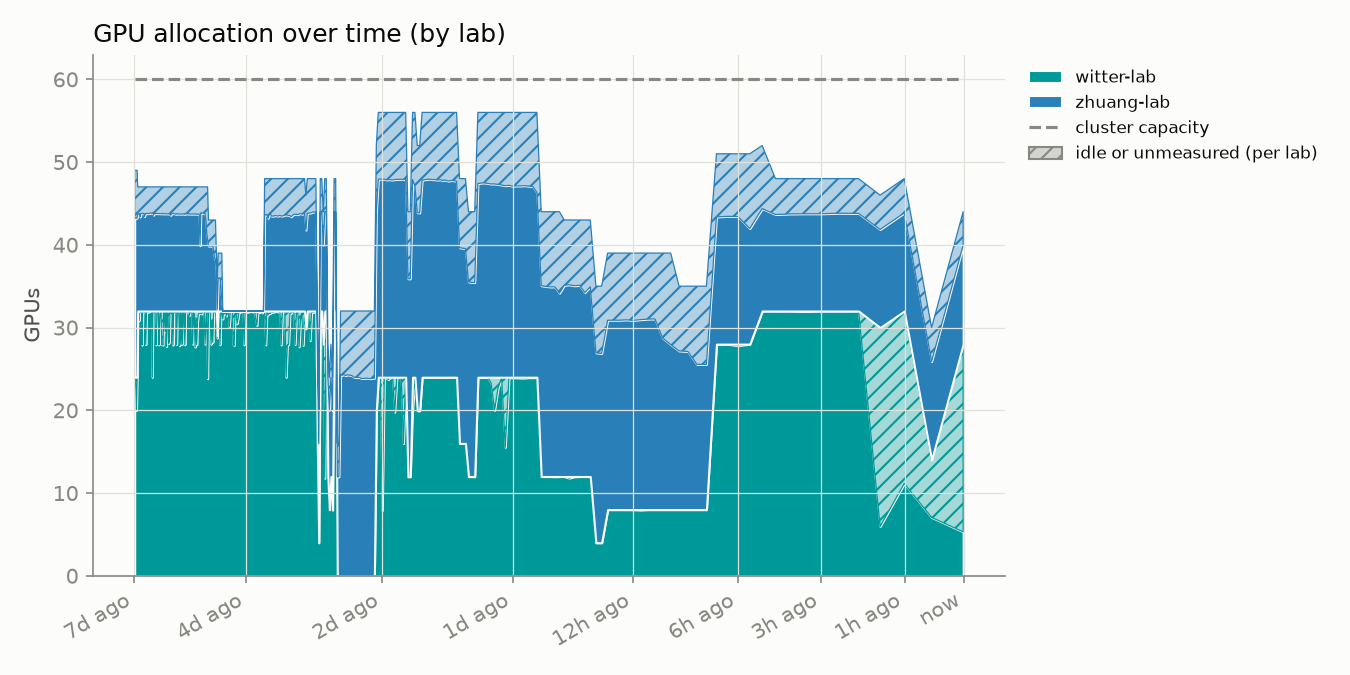 GPU allocation over time (by lab)
60
50
40
30
20
10
0
GPUs
7d ago
4d ago
2d ago
1d ago
12h ago
6h ago
3h ago
1h ago
now
witter-lab
zhuang-lab
cluster capacity
idle or unmeasured (per lab)